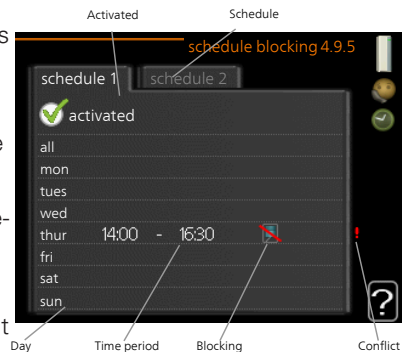 Activated Schedule
s
schedule blocking 4.9.5
schedule 1 schedule 2
activated
e
all
mon
tues
wed
e-
thur 14:00 - 16:30 !
fri
sat
sun
?
t
Day Time period Blocking Conflict